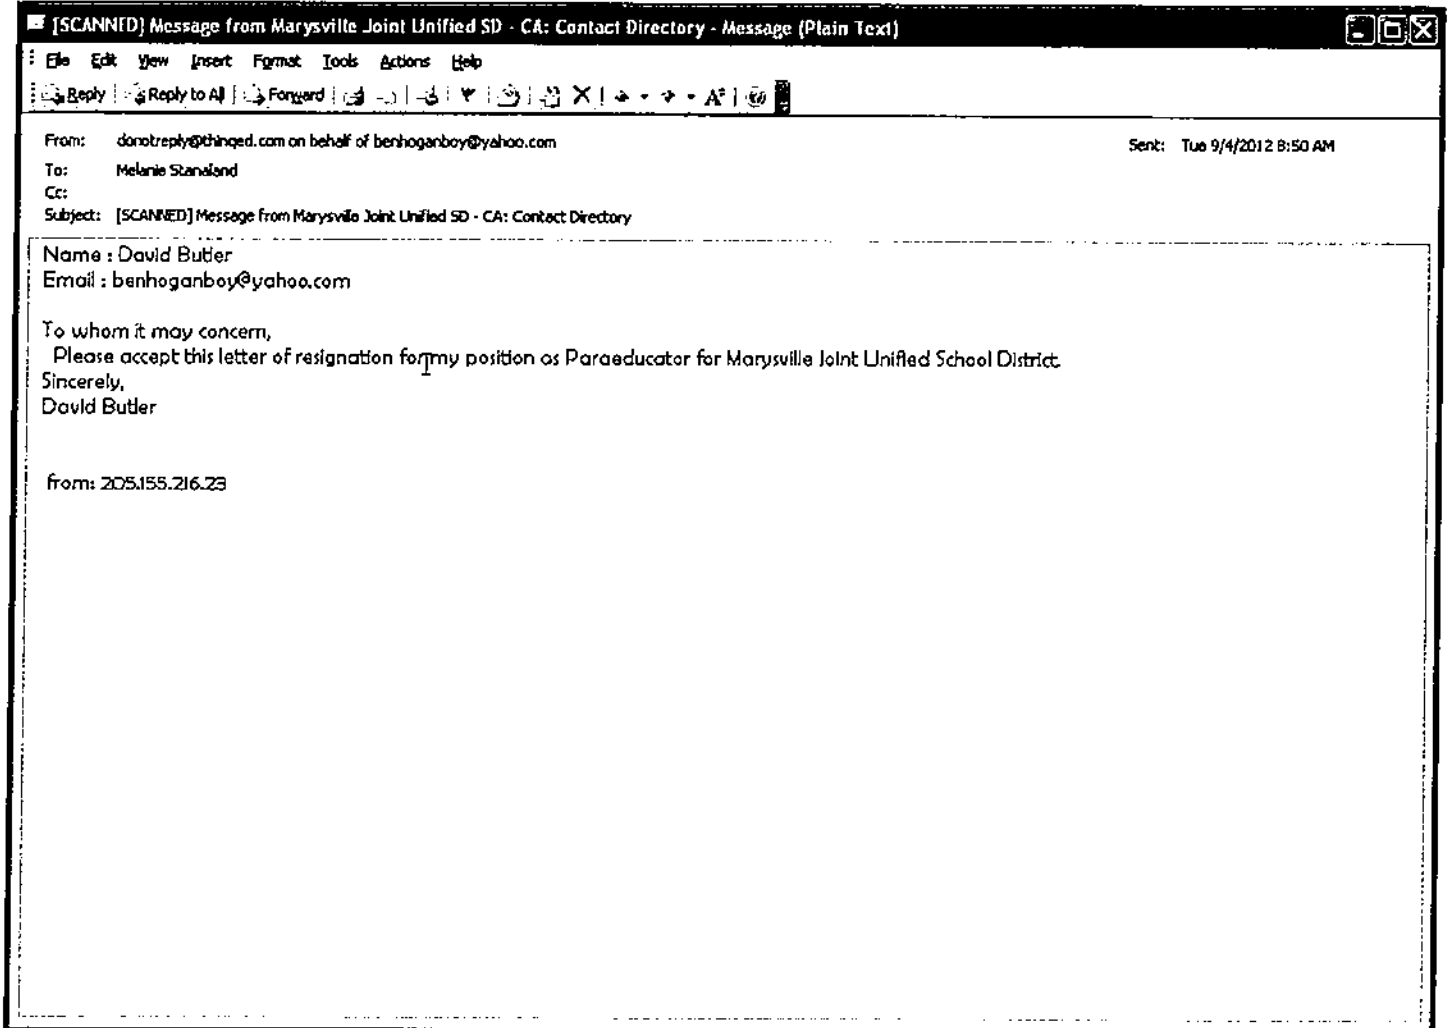 [SCANNED] Message from Marysville Joint Unified SD - CA: Contact Directory - Message (Plain Text)
File Edit View Insert Format Tools Actions Help
Reply Reply to All Forward
From: donotreply@thinqed.com on behalf of benhoganboy@yahoo.com Sent: Tue 9/4/2012 8:50 AM
To: Melanie Stanaland
Cc:
Subject: [SCANNED] Message from Marysville Joint Unified SD - CA: Contact Directory
Name : David Butler
Email : benhoganboy@yahoo.com
To whom it may concern,
Please accept this letter of resignation for my position as Paraeducator for Marysville Joint Unified School District.
Sincerely,
David Butler
from: 205.155.216.23